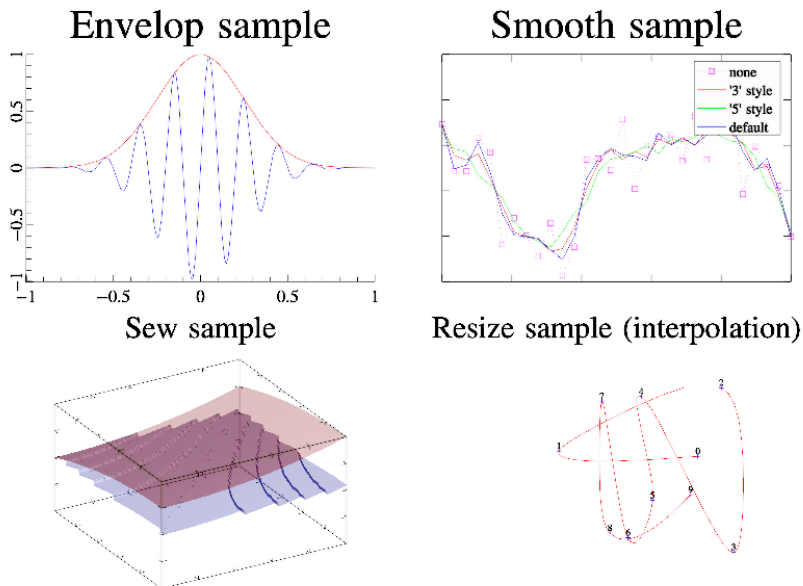 Envelop sample
Smooth sample
1
0.5
0
−0.5
−1
−1
−0.5
0
0.5
1
none
'3' style
'5' style
default
Sew sample
Resize sample (interpolation)
7
4
2
1
0
5
9
8
6
3